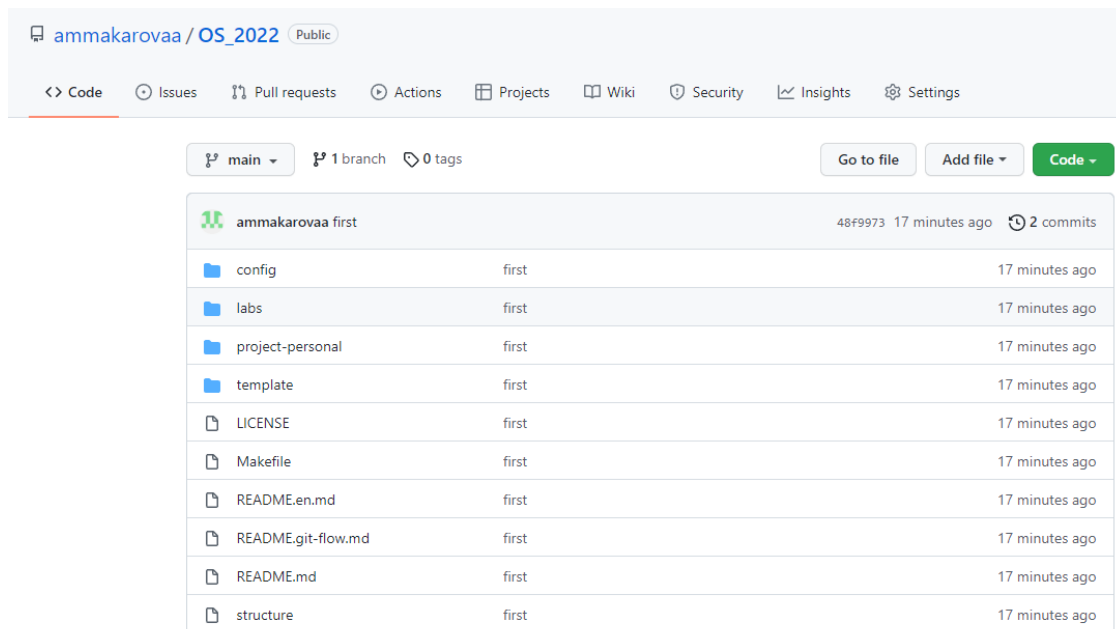 ammakarovaa / OS_2022 Public
Code Issues Pull requests Actions Projects Wiki Security Insights Settings
main 1 branch 0 tags Go to file Add file Code
ammakarovaa first 48f9973 17 minutes ago 2 commits
config first 17 minutes ago
labs first 17 minutes ago
project-personal first 17 minutes ago
template first 17 minutes ago
LICENSE first 17 minutes ago
Makefile first 17 minutes ago
README.en.md first 17 minutes ago
README.git-flow.md first 17 minutes ago
README.md first 17 minutes ago
structure first 17 minutes ago